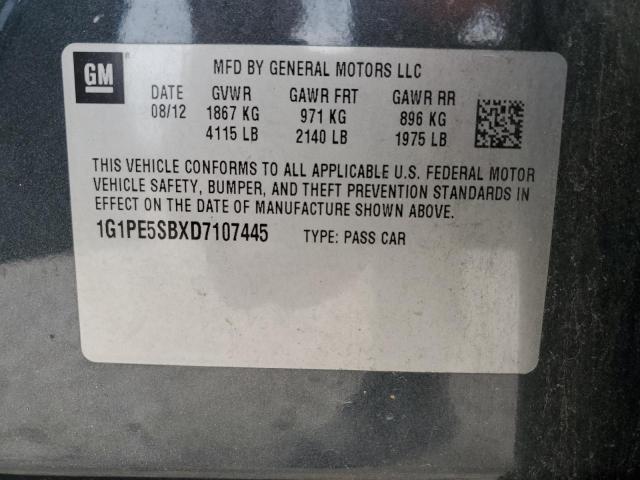 GM
MFD BY GENERAL MOTORS LLC
DATE GVWR GAWR FRT GAWR RR
08/12 1867 KG 971 KG 896 KG
4115 LB 2140 LB 1975 LB
THIS VEHICLE CONFORMS TO ALL APPLICABLE U.S. FEDERAL MOTOR
VEHICLE SAFETY, BUMPER, AND THEFT PREVENTION STANDARDS IN
EFFECT ON THE DATE OF MANUFACTURE SHOWN ABOVE.
1G1PE5SBXD7107445 TYPE: PASS CAR